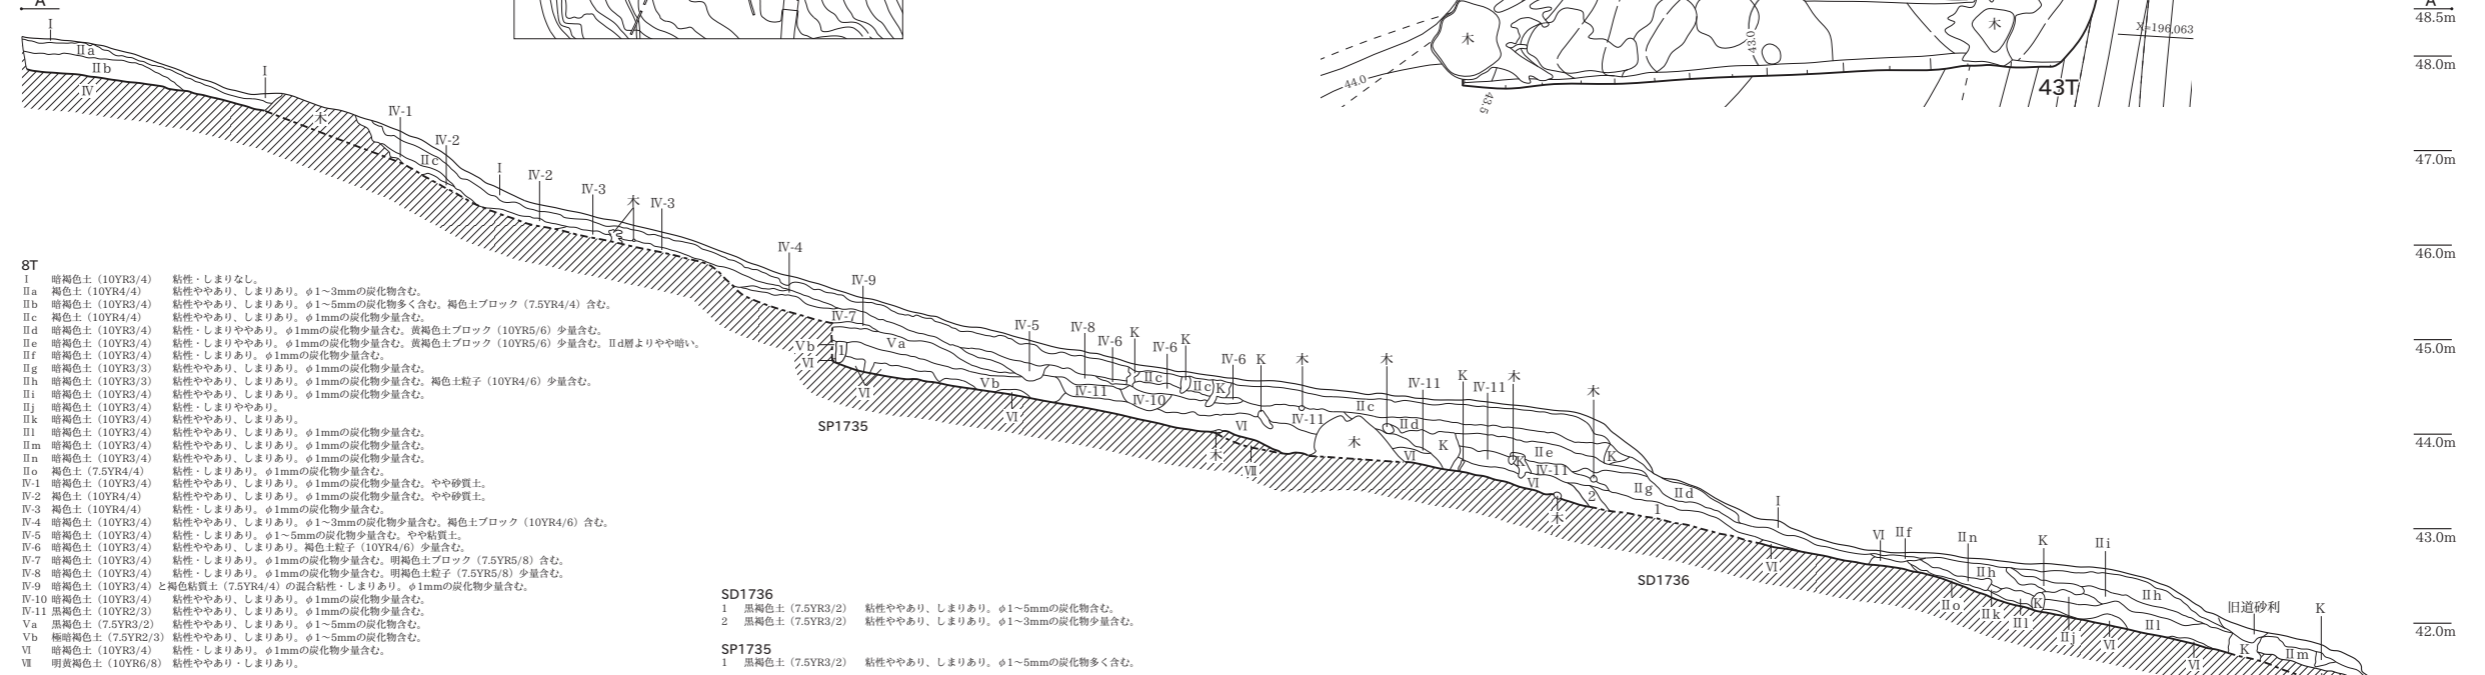 A
A'
48.5m
48.0m
47.0m
46.0m
45.0m
44.0m
43.0m
42.0m
木
木
43.0
44.0
43.5
X=196,063
43T
I
Ⅱa
Ⅱb
Ⅳ
I
木
Ⅳ-1
Ⅳ-2
Ⅱc
I
Ⅳ-2
Ⅳ-3
木
Ⅳ-3
Ⅳ-4
Ⅳ-9
Ⅳ-7
Ⅴa
Ⅴb
1
Ⅵ
Ⅵ
Ⅴb
Ⅵ
SP1735
Ⅳ-5
Ⅳ-8
Ⅳ-6
K
Ⅳ-6
K
Ⅳ-6
K
木
木
Ⅱc
Ⅱc
K
Ⅳ-11
Ⅳ-10
Ⅳ-11
K
Ⅳ-11
木
木
Ⅱc
Ⅳ-11
Ⅱd
Ⅵ
木
K
Ⅱe
K
K
木
Ⅶ
Ⅵ
Ⅵ
Ⅳ-11
Ⅱg
Ⅱd
2
1
木
I
Ⅵ
SD1736
Ⅵ
Ⅱf
Ⅱn
K
Ⅱi
Ⅱh
Ⅱh
Ⅱo
Ⅱk
Ⅱl
K
Ⅱj
Ⅵ
Ⅱl
Ⅵ
旧道砂利
K
K
Ⅱm
8T
I 暗褐色土（10YR3/4） 粘性・しまりなし。
Ⅱa 褐色土（10YR4/4） 粘性ややあり、しまりあり。φ1～3mmの炭化物含む。
Ⅱb 暗褐色土（10YR3/4） 粘性ややあり、しまりあり。φ1～5mmの炭化物多く含む。褐色土ブロック（7.5YR4/4）含む。
Ⅱc 褐色土（10YR4/4） 粘性ややあり、しまりあり。φ1mmの炭化物少量含む。
Ⅱd 暗褐色土（10YR3/4） 粘性・しまりややあり。φ1mmの炭化物少量含む。黄褐色土ブロック（10YR5/6）少量含む。
Ⅱe 暗褐色土（10YR3/4） 粘性・しまりややあり。φ1mmの炭化物少量含む。黄褐色土ブロック（10YR5/6）少量含む。Ⅱd層よりやや暗い。
Ⅱf 暗褐色土（10YR3/4） 粘性・しまりあり。φ1mmの炭化物少量含む。
Ⅱg 暗褐色土（10YR3/3） 粘性ややあり、しまりあり。φ1mmの炭化物少量含む。
Ⅱh 暗褐色土（10YR3/3） 粘性ややあり、しまりあり。φ1mmの炭化物少量含む。褐色土粒子（10YR4/6）少量含む。
Ⅱi 暗褐色土（10YR3/4） 粘性ややあり、しまりあり。φ1mmの炭化物少量含む。
Ⅱj 暗褐色土（10YR3/4） 粘性・しまりややあり。
Ⅱk 暗褐色土（10YR3/4） 粘性ややあり、しまりあり。
Ⅱl 暗褐色土（10YR3/4） 粘性ややあり、しまりあり。φ1mmの炭化物少量含む。
Ⅱm 暗褐色土（10YR3/4） 粘性ややあり、しまりあり。φ1mmの炭化物少量含む。
Ⅱn 暗褐色土（10YR3/4） 粘性ややあり、しまりあり。φ1mmの炭化物少量含む。
Ⅱo 褐色土（7.5YR4/4） 粘性・しまりあり。φ1mmの炭化物少量含む。
Ⅳ-1 暗褐色土（10YR3/4） 粘性ややあり、しまりあり。φ1mmの炭化物少量含む。やや砂質土。
Ⅳ-2 褐色土（10YR4/4） 粘性ややあり、しまりあり。φ1mmの炭化物少量含む。やや砂質土。
Ⅳ-3 褐色土（10YR4/4） 粘性・しまりあり。φ1mmの炭化物少量含む。
Ⅳ-4 暗褐色土（10YR3/4） 粘性ややあり、しまりあり。φ1～3mmの炭化物少量含む。褐色土ブロック（10YR4/6）含む。
Ⅳ-5 暗褐色土（10YR3/4） 粘性・しまりあり。φ1～5mmの炭化物少量含む。やや粘質土。
Ⅳ-6 暗褐色土（10YR3/4） 粘性ややあり、しまりあり。褐色土粒子（10YR4/6）少量含む。
Ⅳ-7 暗褐色土（10YR3/4） 粘性・しまりあり。φ1mmの炭化物少量含む。明褐色土ブロック（7.5YR5/8）含む。
Ⅳ-8 暗褐色土（10YR3/4） 粘性・しまりあり。φ1mmの炭化物少量含む。明褐色土粒子（7.5YR5/8）少量含む。
Ⅳ-9 暗褐色土（10YR3/4）と褐色粘質土（7.5YR4/4）の混合粘性・しまりあり。φ1mmの炭化物少量含む。
Ⅳ-10 暗褐色土（10YR3/4） 粘性ややあり、しまりあり。φ1mmの炭化物少量含む。
Ⅳ-11 黒褐色土（10YR2/3） 粘性ややあり、しまりあり。φ1mmの炭化物少量含む。
Ⅴa 黒褐色土（7.5YR3/2） 粘性ややあり、しまりあり。φ1～5mmの炭化物含む。
Ⅴb 極暗褐色土（7.5YR2/3） 粘性ややあり、しまりあり。φ1～5mmの炭化物含む。
Ⅵ 暗褐色土（10YR3/4） 粘性・しまりあり。φ1mmの炭化物少量含む。
Ⅶ 明黄褐色土（10YR6/8） 粘性ややあり・しまりあり。
SD1736
1 黒褐色土（7.5YR3/2） 粘性ややあり、しまりあり。φ1～5mmの炭化物含む。
2 黒褐色土（7.5YR3/2） 粘性ややあり、しまりあり。φ1～3mmの炭化物少量含む。
SP1735
1 黒褐色土（7.5YR3/2） 粘性ややあり、しまりあり。φ1～5mmの炭化物多く含む。